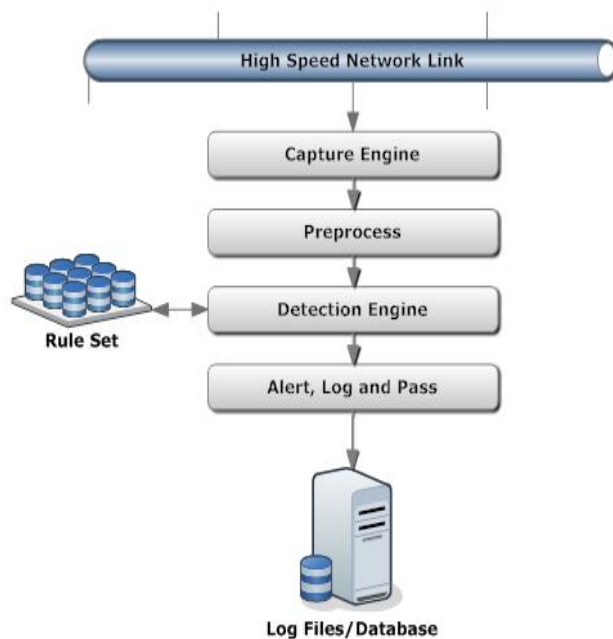 High Speed Network Link
Capture Engine
Preprocess
Detection Engine
Rule Set
Alert, Log and Pass
Log Files/Database